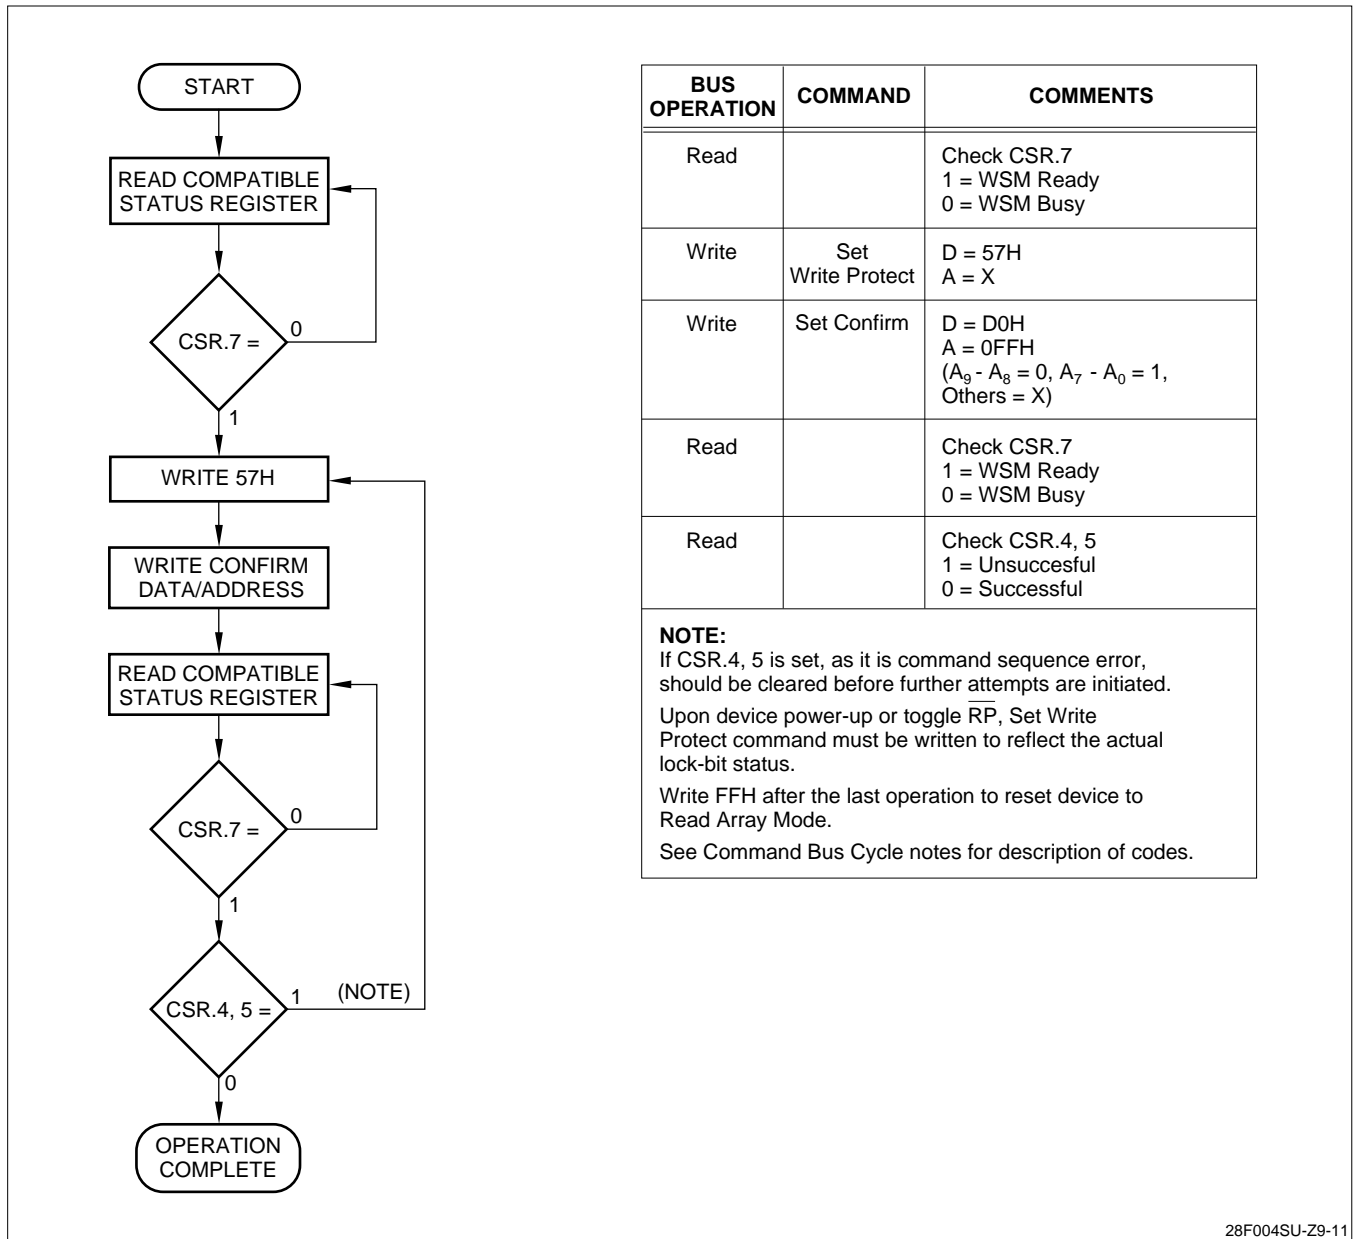 START
READ COMPATIBLE
STATUS REGISTER
CSR.7 =
0
1
WRITE 57H
WRITE CONFIRM
DATA/ADDRESS
READ COMPATIBLE
STATUS REGISTER
CSR.7 =
0
1
CSR.4, 5 =
1
(NOTE)
0
OPERATION
COMPLETE
BUS
OPERATION
COMMAND
COMMENTS
Read
Check CSR.7
1 = WSM Ready
0 = WSM Busy
Write
Set
Write Protect
D = 57H
A = X
Write
Set Confirm
D = D0H
A = 0FFH
(A9 - A8 = 0, A7 - A0 = 1,
Others = X)
Read
Check CSR.7
1 = WSM Ready
0 = WSM Busy
Read
Check CSR.4, 5
1 = Unsuccesful
0 = Successful
NOTE:
If CSR.4, 5 is set, as it is command sequence error,
should be cleared before further attempts are initiated.
Upon device power-up or toggle R̅P̅, Set Write
Protect command must be written to reflect the actual
lock-bit status.
Write FFH after the last operation to reset device to
Read Array Mode.
See Command Bus Cycle notes for description of codes.
28F004SU-Z9-11